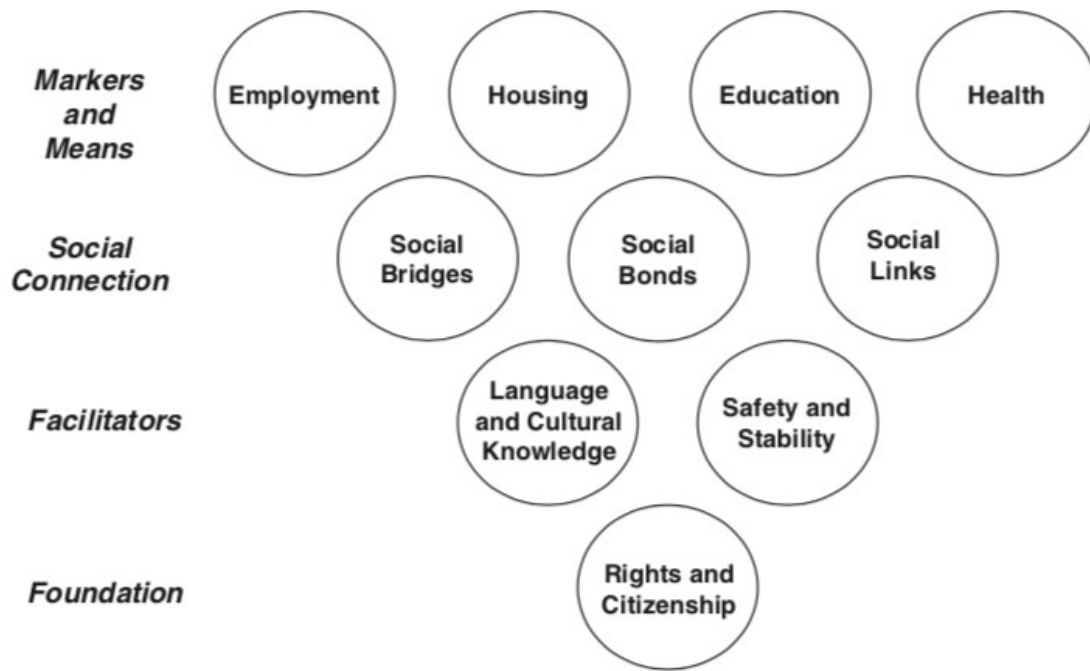 Markers
and
Means
Employment
Housing
Education
Health
Social
Connection
Social
Bridges
Social
Bonds
Social
Links
Facilitators
Language
and Cultural
Knowledge
Safety and
Stability
Foundation
Rights and
Citizenship